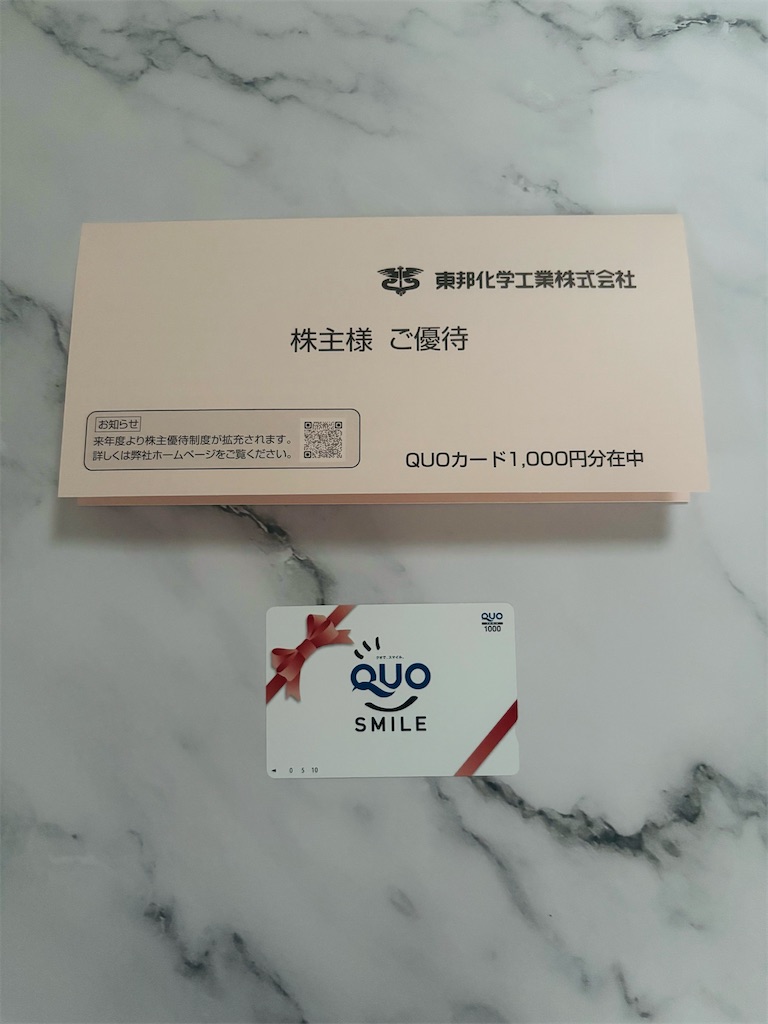 東邦化学工業株式会社
株主様 ご優待
お知らせ
来年度より株主優待制度が拡充されます。
詳しくは弊社ホームページをご覧ください。
QUOカード1,000円分在中
QUO
1000
QUO
SMILE
0 5 10